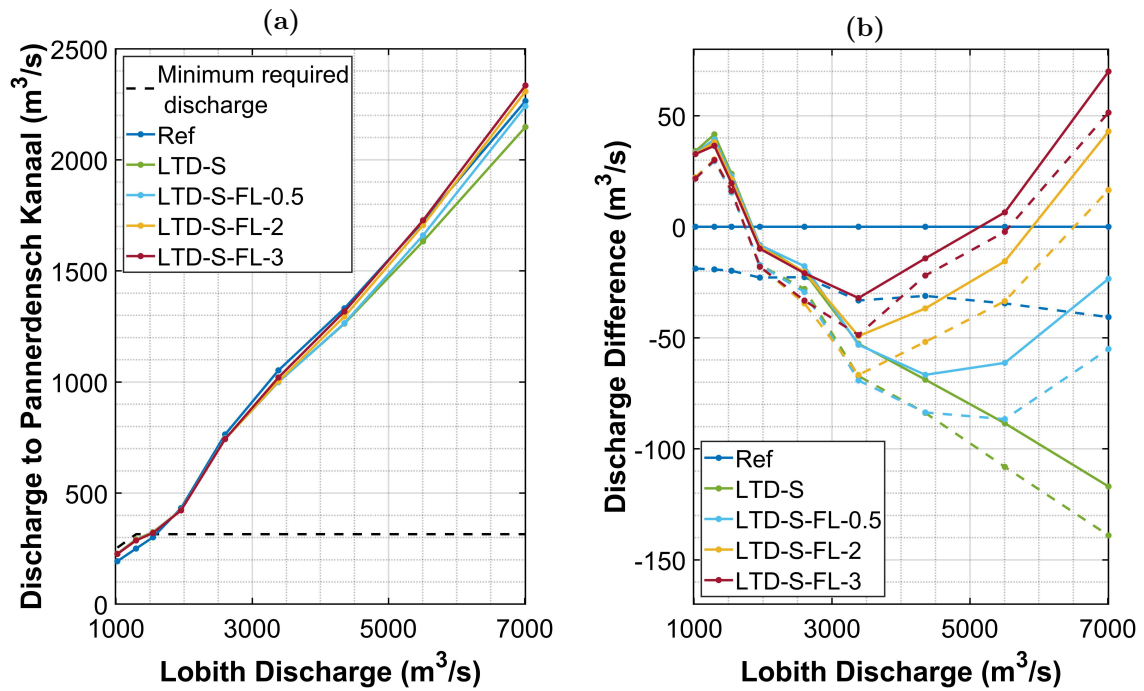 (a)
Discharge to Pannerdensch Kanaal (m³/s)
2500
2000
1500
1000
500
0
Minimum required
discharge
Ref
LTD-S
LTD-S-FL-0.5
LTD-S-FL-2
LTD-S-FL-3
1000 3000 5000 7000
Lobith Discharge (m³/s)
(b)
Discharge Difference (m³/s)
50
0
-50
-100
-150
Ref
LTD-S
LTD-S-FL-0.5
LTD-S-FL-2
LTD-S-FL-3
1000 3000 5000 7000
Lobith Discharge (m³/s)